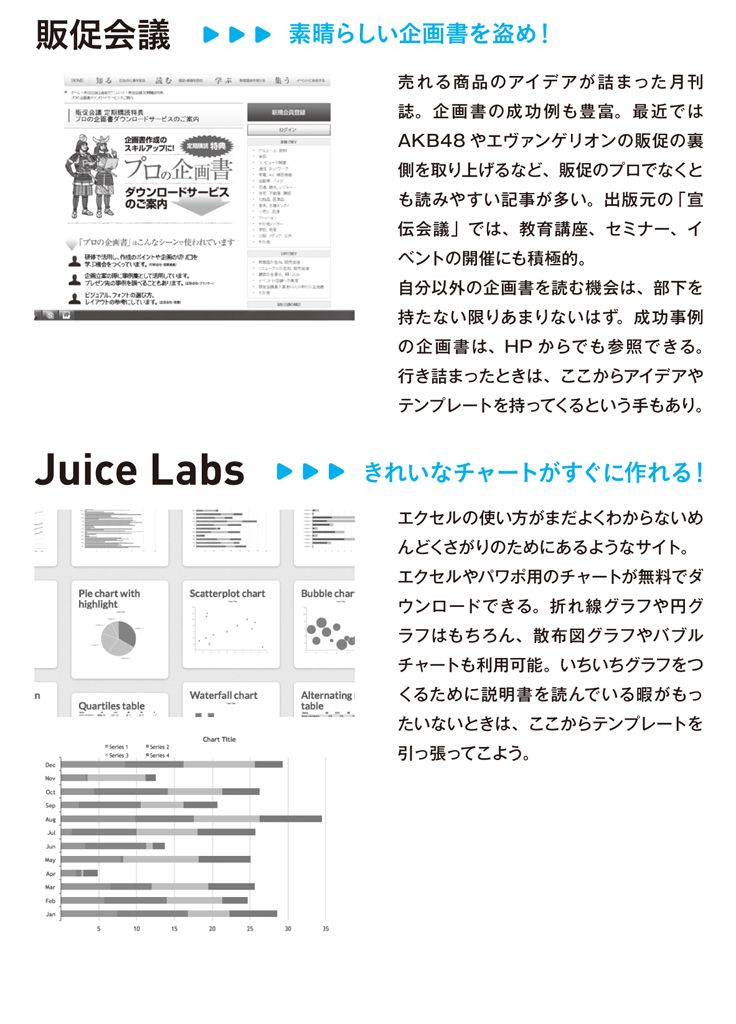 販促会議
素晴らしい企画書を盗め！
HOME 知る 読む 学ぶ 集う
販促会議 定期購読特典
プロの企画書ダウンロードサービスのご案内
新規会員登録
ログイン
企画書作成の
スキルアップに！
定期購読 特典
プロの企画書
ダウンロードサービス
のご案内
「プロの企画書」はこんなシーンで使われています
研修で活用し、作成のポイントや企画の切り口を
学ぶ機会をつくっています。
企画立案の際に事例集として活用しています。
プレゼン先の事例を調べることもあります。
ビジュアル、フォントの選び方、
レイアウトの参考にしています。
売れる商品のアイデアが詰まった月刊
誌。企画書の成功例も豊富。最近では
AKB48やエヴァンゲリオンの販促の裏
側を取り上げるなど、販促のプロでなくと
も読みやすい記事が多い。出版元の「宣
伝会議」では、教育講座、セミナー、イ
ベントの開催にも積極的。
自分以外の企画書を読む機会は、部下を
持たない限りあまりないはず。成功事例
の企画書は、HPからでも参照できる。
行き詰まったときは、ここからアイデアや
テンプレートを持ってくるという手もあり。
Juice Labs
きれいなチャートがすぐに作れる！
Pie chart with
highlight
Scatterplot chart
Bubble char
n
Quartiles table
Waterfall chart
Alternating
table
Chart Title
Series 1 Series 2
Series 3 Series 4
Dec
Nov
Oct
Sep
Aug
Jul
Jun
May
Apr
Mar
Feb
Jan
5 10 15 20 25 30 35
エクセルの使い方がまだよくわからないめ
んどくさがりのためにあるようなサイト。
エクセルやパワポ用のチャートが無料でダ
ウンロードできる。折れ線グラフや円グ
ラフはもちろん、散布図グラフやバブル
チャートも利用可能。いちいちグラフをつ
くるために説明書を読んでいる暇がもっ
たいないときは、ここからテンプレートを
引っ張ってこよう。